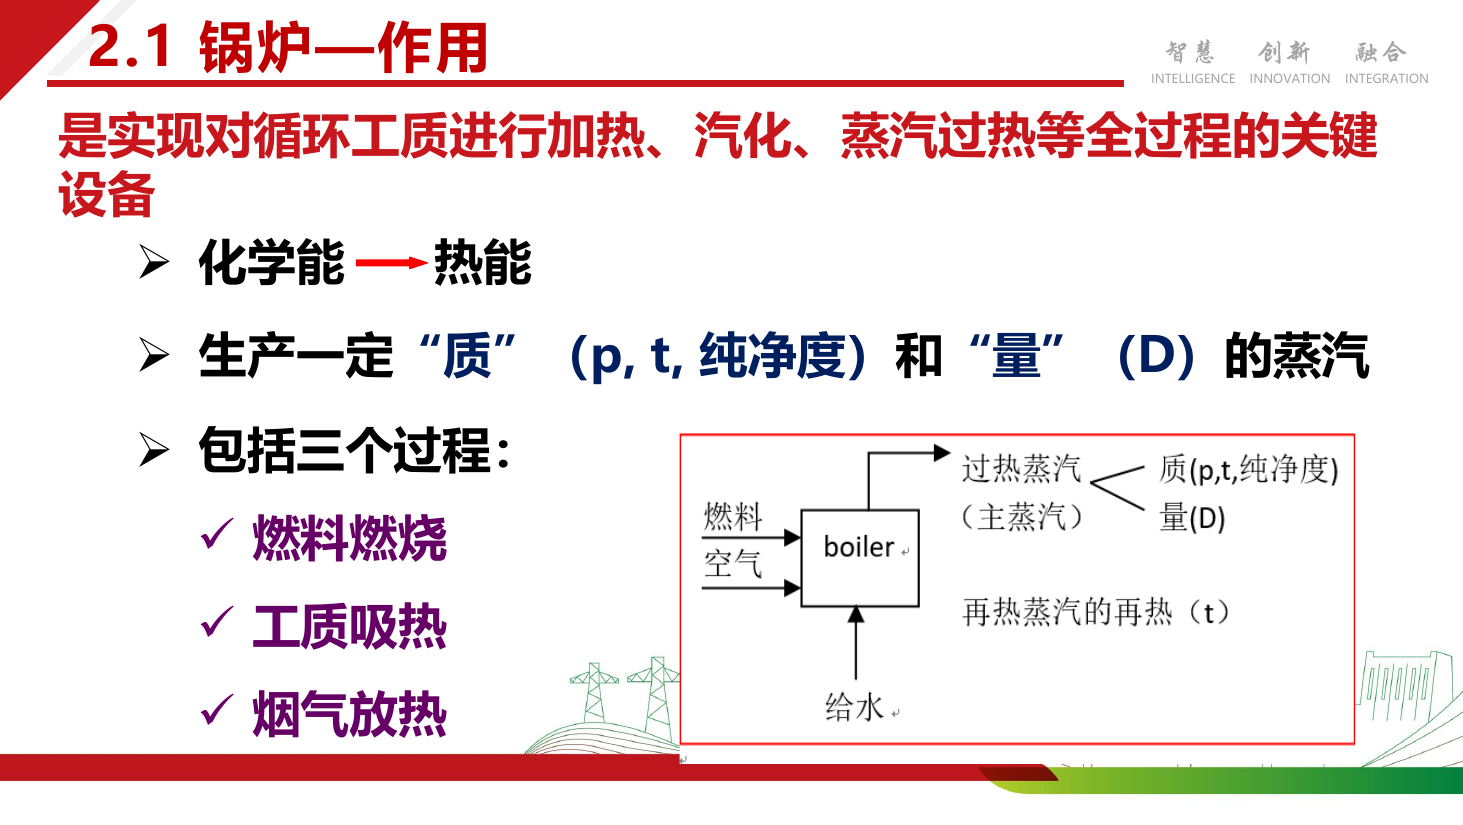 2.1 锅炉—作用
智慧 创新 融合
INTELLIGENCE INNOVATION INTEGRATION
是实现对循环工质进行加热、汽化、蒸汽过热等全过程的关键
设备
化学能 热能
生产一定“质”（p, t, 纯净度）和“量”（D）的蒸汽
包括三个过程：
燃料燃烧
工质吸热
烟气放热
过热蒸汽
（主蒸汽）
质(p,t,纯净度)
量(D)
燃料
空气
boiler
再热蒸汽的再热（t）
给水